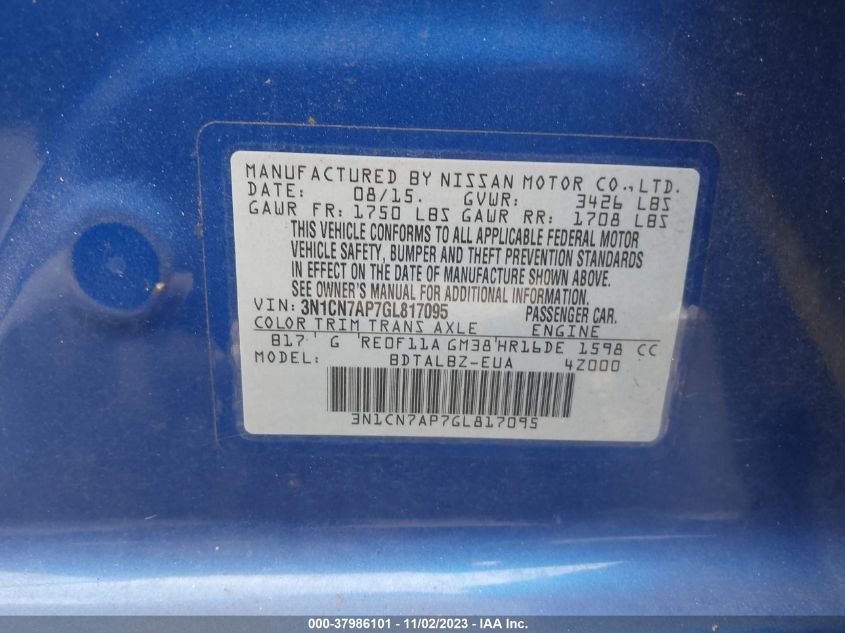 MANUFACTURED BY NISSAN MOTOR CO.,LTD.
DATE: 08/15. GVWR: 3426 LBS
GAWR FR: 1750 LBS GAWR RR: 1708 LBS
THIS VEHICLE CONFORMS TO ALL APPLICABLE FEDERAL MOTOR
VEHICLE SAFETY, BUMPER AND THEFT PREVENTION STANDARDS
IN EFFECT ON THE DATE OF MANUFACTURE SHOWN ABOVE.
SEE OWNER'S MANUAL FOR ADDITIONAL INFORMATION.
VIN: 3N1CN7AP7GL817095 PASSENGER CAR.
COLOR TRIM TRANS AXLE ENGINE
B17 G RE0F11A GM38 HR16DE 1598 CC
MODEL: BDTALBZ-EUA 4Z000
3N1CN7AP7GL817095
000-37986101 - 11/02/2023 - IAA Inc.